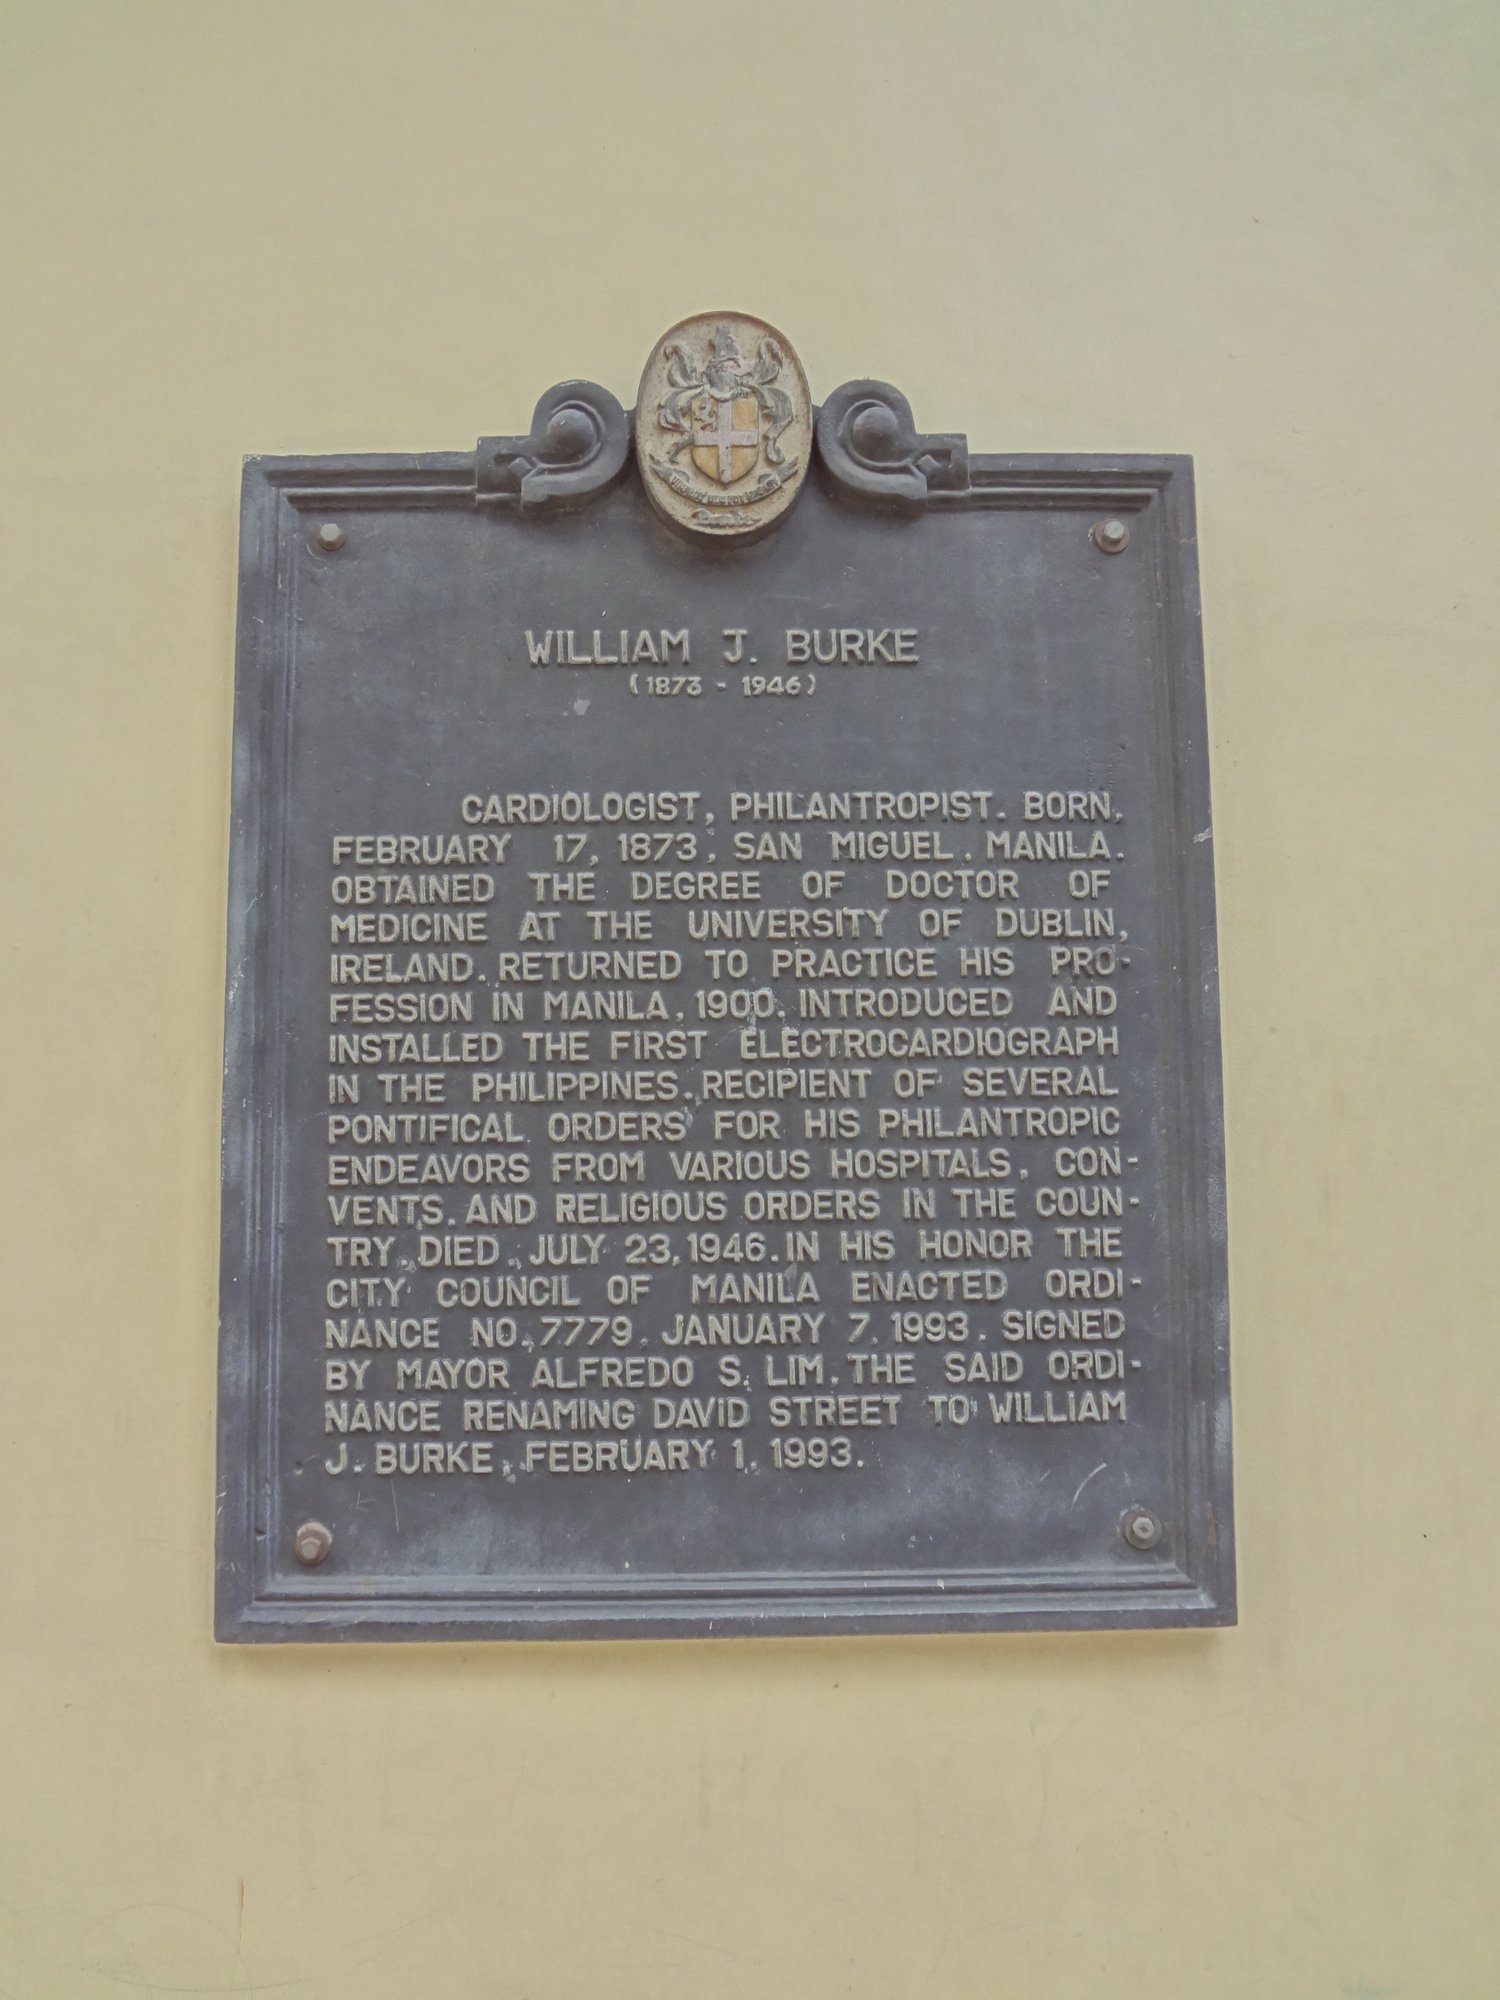 WILLIAM J. BURKE
(1873 - 1946)
CARDIOLOGIST, PHILANTROPIST. BORN,
FEBRUARY 17, 1873, SAN MIGUEL, MANILA.
OBTAINED THE DEGREE OF DOCTOR OF
MEDICINE AT THE UNIVERSITY OF DUBLIN,
IRELAND. RETURNED TO PRACTICE HIS PRO-
FESSION IN MANILA, 1900. INTRODUCED AND
INSTALLED THE FIRST ELECTROCARDIOGRAPH
IN THE PHILIPPINES. RECIPIENT OF SEVERAL
PONTIFICAL ORDERS FOR HIS PHILANTROPIC
ENDEAVORS FROM VARIOUS HOSPITALS, CON-
VENTS, AND RELIGIOUS ORDERS IN THE COUN-
TRY. DIED, JULY 23, 1946. IN HIS HONOR THE
CITY COUNCIL OF MANILA ENACTED ORDI-
NANCE NO. 7779, JANUARY 7, 1993. SIGNED
BY MAYOR ALFREDO S. LIM. THE SAID ORDI-
NANCE RENAMING DAVID STREET TO WILLIAM
J. BURKE, FEBRUARY 1, 1993.